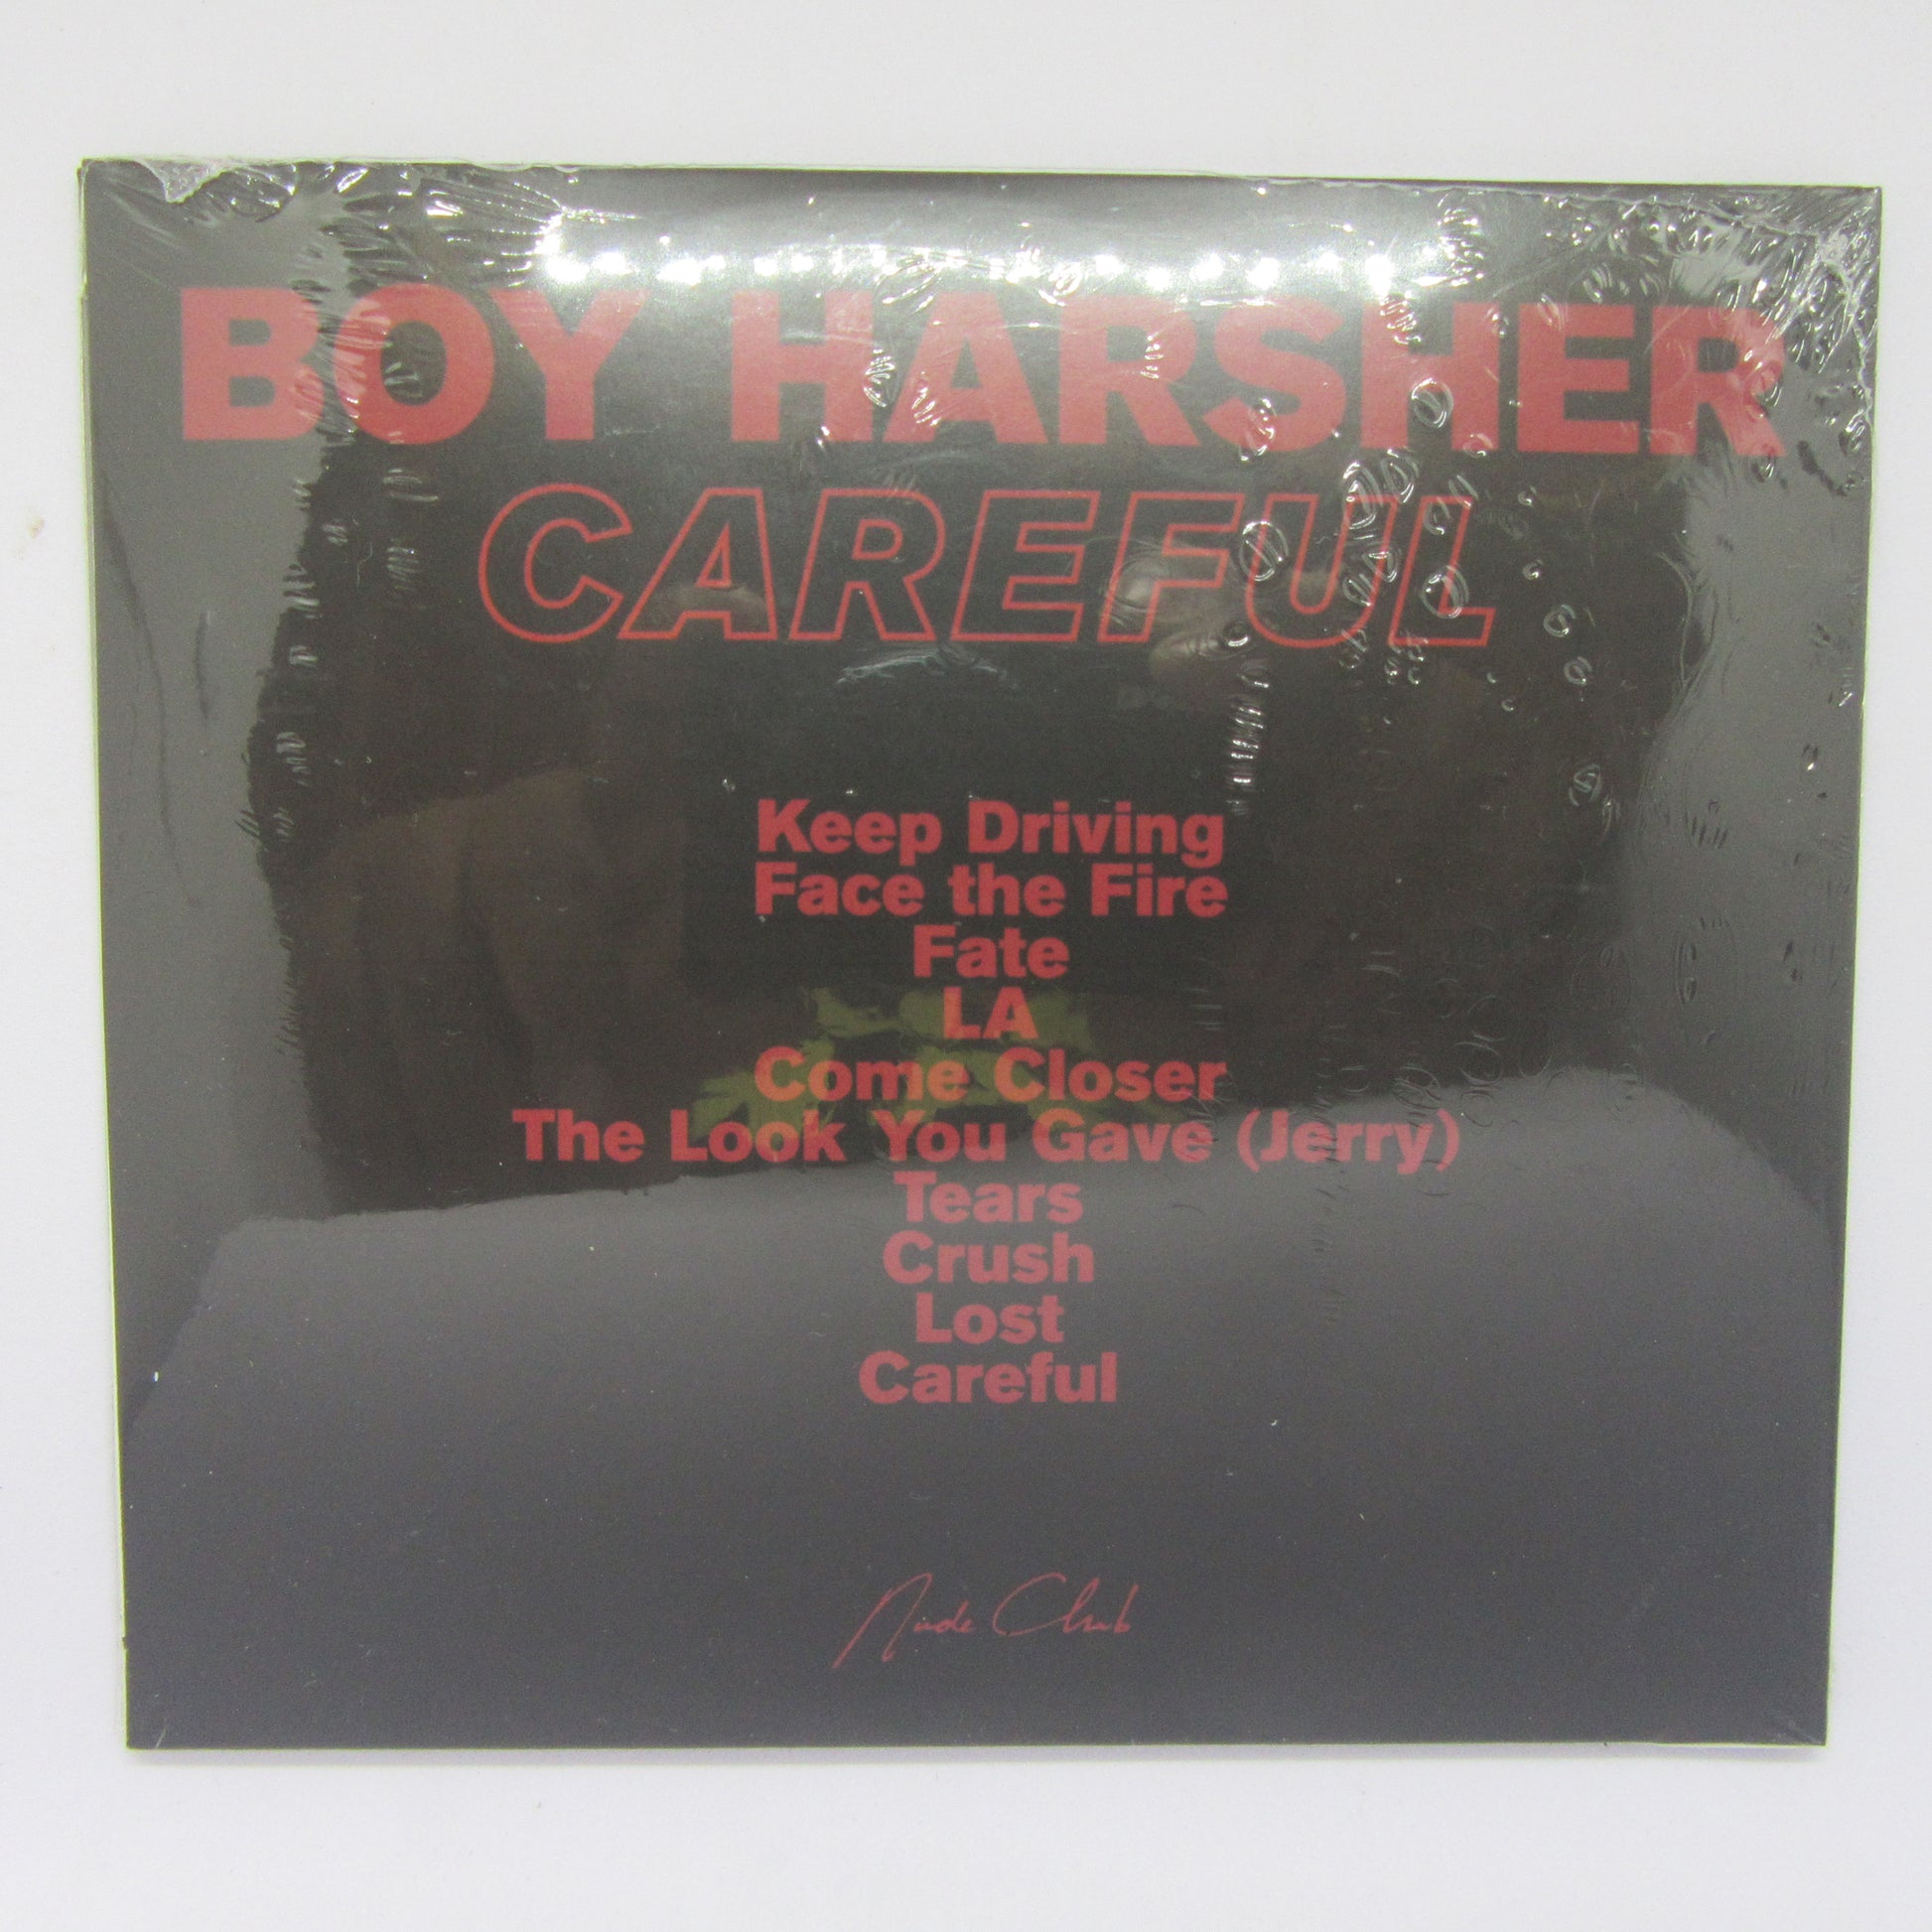 BOY HARSHER
CAREFUL
Keep Driving
Face the Fire
Fate
LA
Come Closer
The Look You Gave (Jerry)
Tears
Crush
Lost
Careful
Nude Club